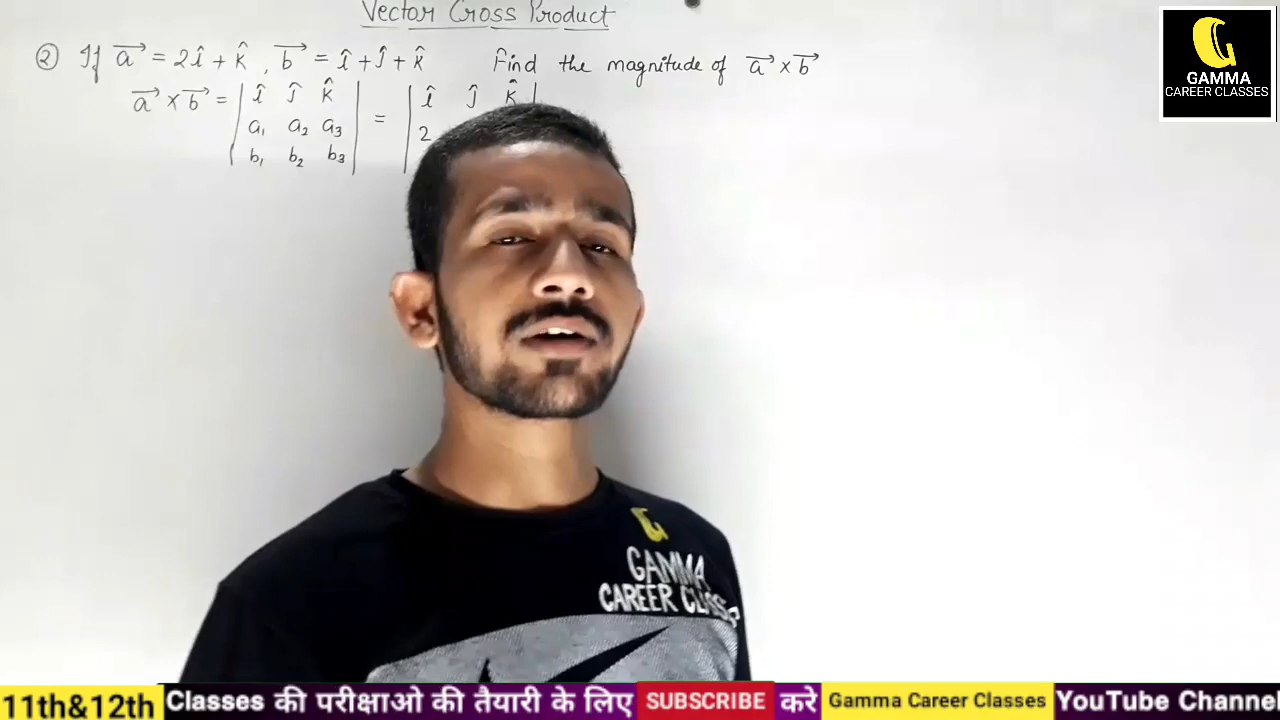 Vector Cross Product
② If a⃗ = 2î + k̂ , b⃗ = î + ĵ + k̂ Find the magnitude of a⃗ × b⃗
a⃗ × b⃗ = | î ĵ k̂ | = | î ĵ k̂ |
a₁ a₂ a₃ 2
b₁ b₂ b₃
GAMMA
CAREER CLASSES
GAMMA
CAREER CLASSES
11th&12th Classes की परीक्षाओ की तैयारी के लिए SUBSCRIBE करे Gamma Career Classes YouTube Channel